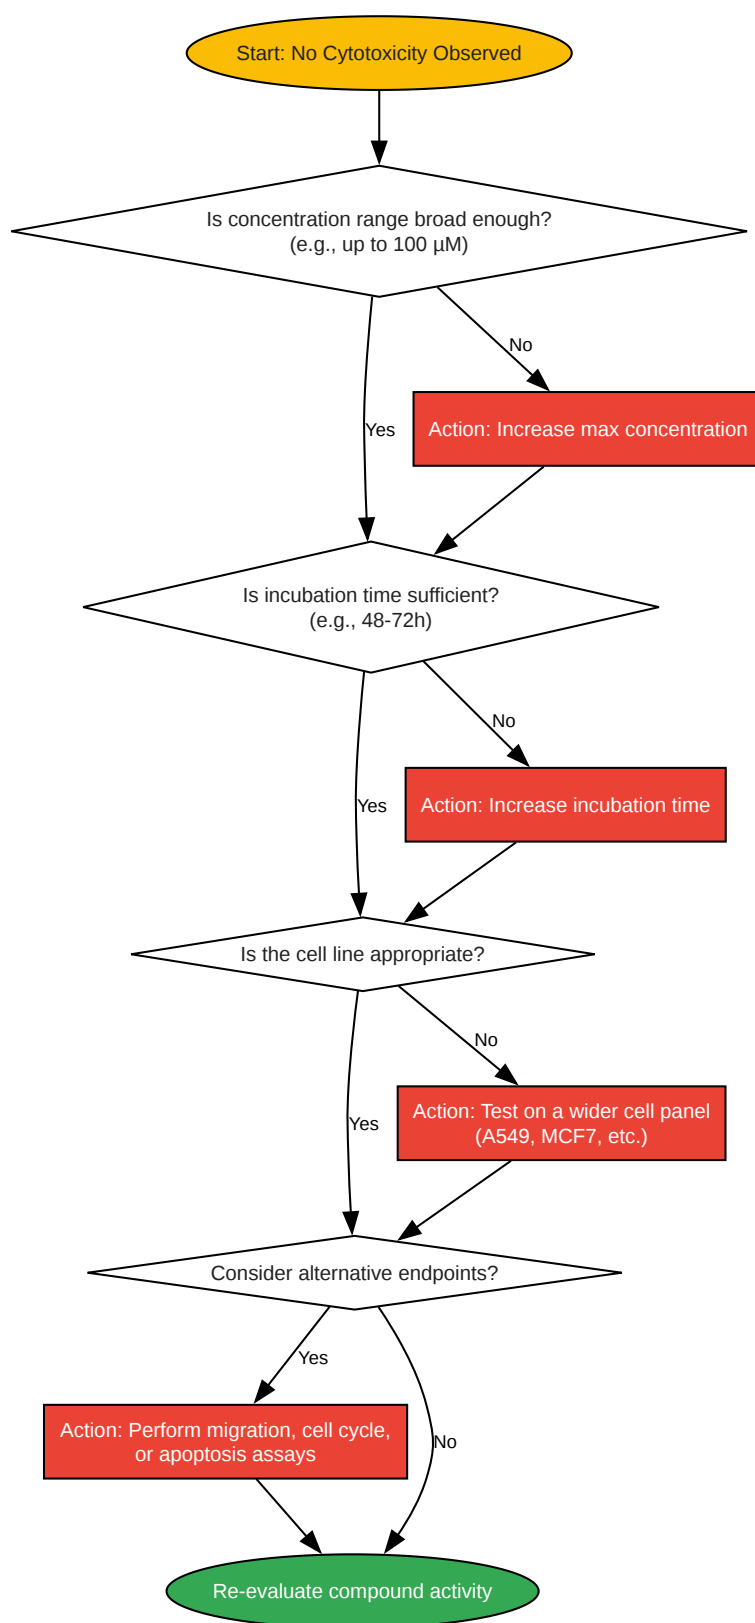 Start: No Cytotoxicity Observed
Is concentration range broad enough?
(e.g., up to 100 µM)
No
Yes
Action: Increase max concentration
Is incubation time sufficient?
(e.g., 48-72h)
No
Yes
Action: Increase incubation time
Is the cell line appropriate?
No
Yes
Action: Test on a wider cell panel
(A549, MCF7, etc.)
Consider alternative endpoints?
Yes
No
Action: Perform migration, cell cycle,
or apoptosis assays
Re-evaluate compound activity